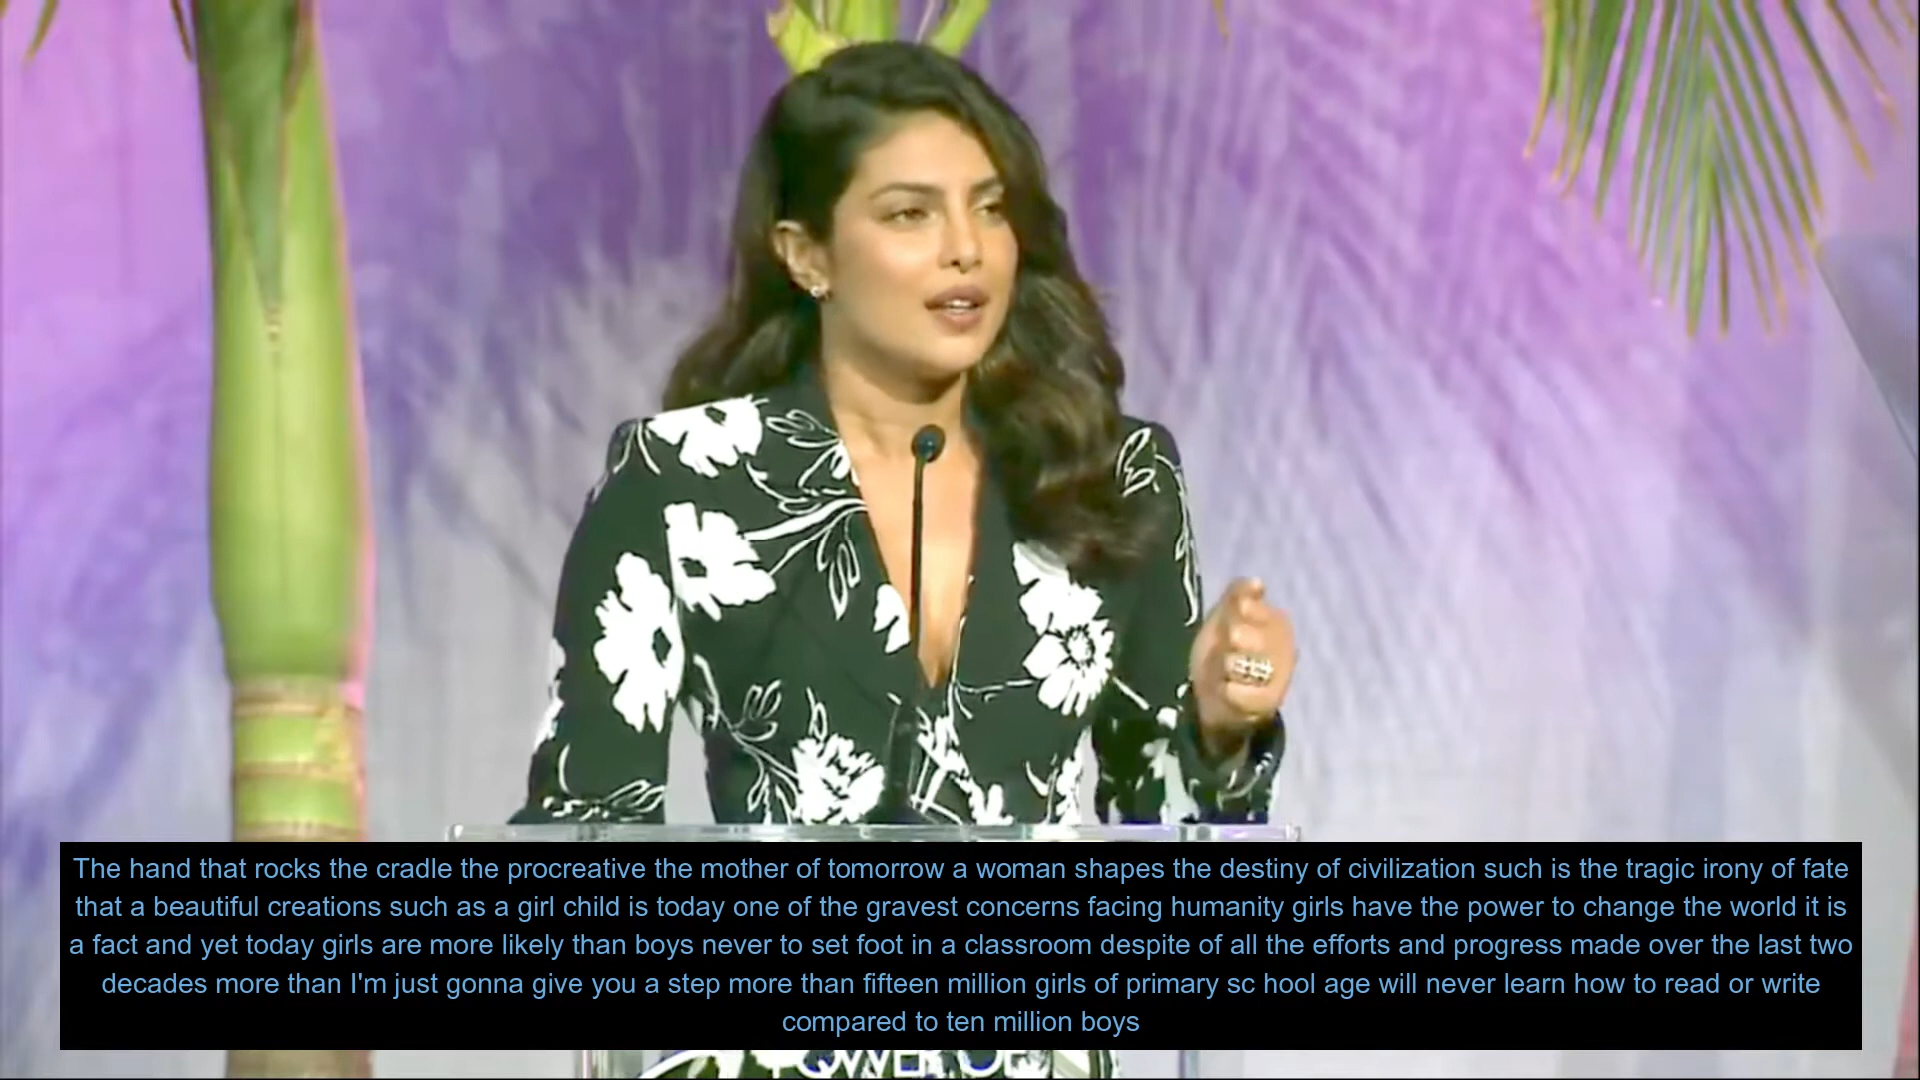 The hand that rocks the cradle the procreative the mother of tomorrow a woman shapes the destiny of civilization such is the tragic irony of fate
that a beautiful creations such as a girl child is today one of the gravest concerns facing humanity girls have the power to change the world it is
a fact and yet today girls are more likely than boys never to set foot in a classroom despite of all the efforts and progress made over the last two
decades more than I'm just gonna give you a step more than fifteen million girls of primary sc hool age will never learn how to read or write
compared to ten million boys
POWER OF